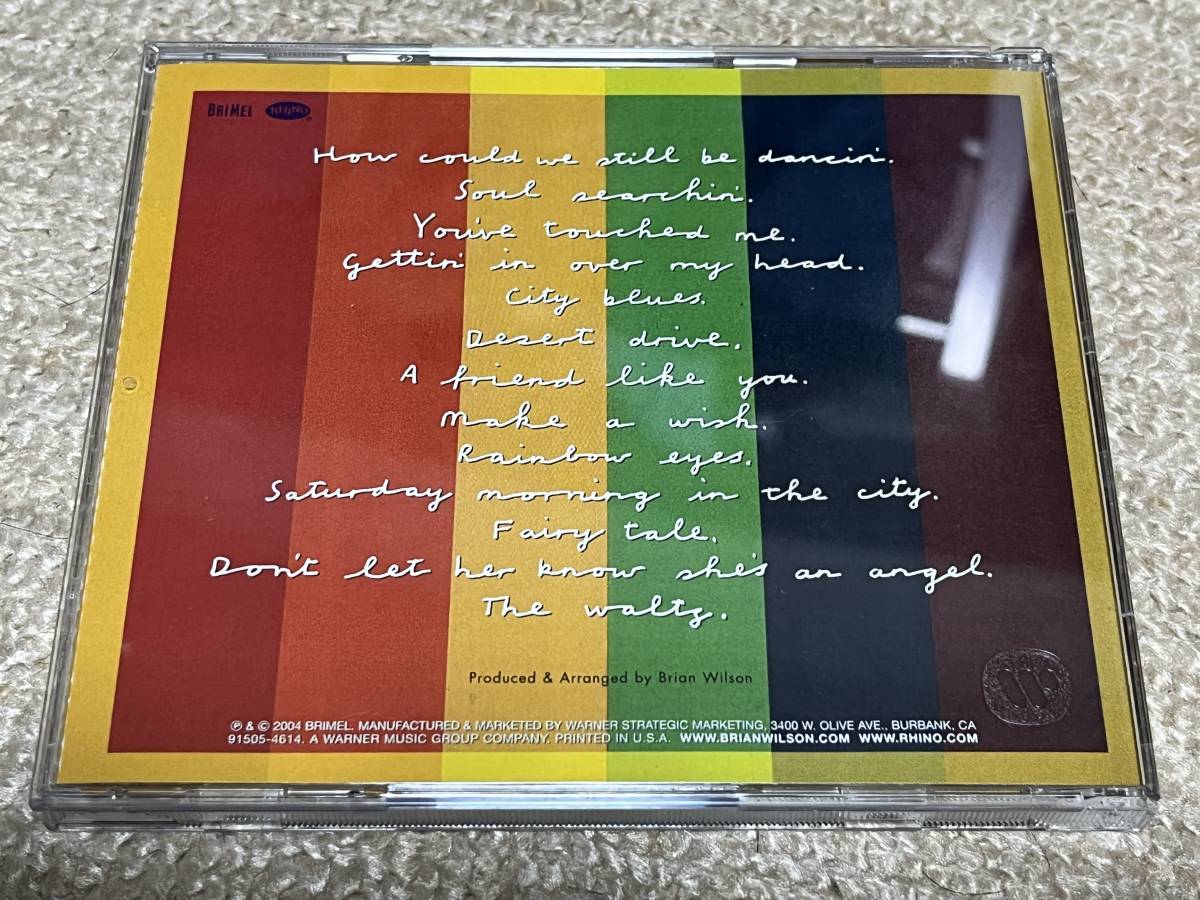 BRIMEL RHINO
How could we still be dancin'.
Soul searchin'.
You've touched me.
Gettin' in over my head.
City blues.
Desert drive.
A friend like you.
Make a wish.
Rainbow eyes.
Saturday morning in the city.
Fairy tale.
Don't let her know she's an angel.
The waltz.
Produced & Arranged by Brian Wilson
℗ & © 2004 BRIMEL. MANUFACTURED & MARKETED BY WARNER STRATEGIC MARKETING, 3400 W. OLIVE AVE., BURBANK, CA
91505-4614. A WARNER MUSIC GROUP COMPANY. PRINTED IN U.S.A. WWW.BRIANWILSON.COM WWW.RHINO.COM